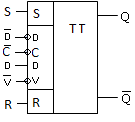 S S TT Q
D̅ D
C̅ C
D D
V̅ V
R R Q̅